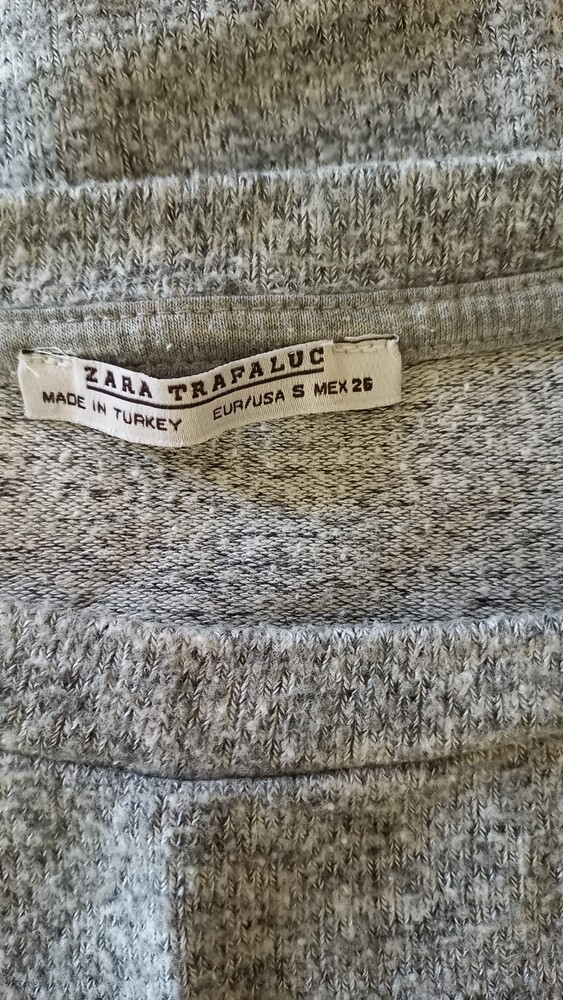 ZARA TRAFALUC
MADE IN TURKEY EUR/USA S MEX 26